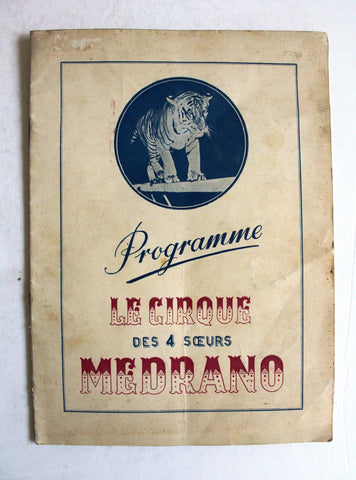 Programme
LE CIRQUE
DES 4 SŒURS
MEDRANO